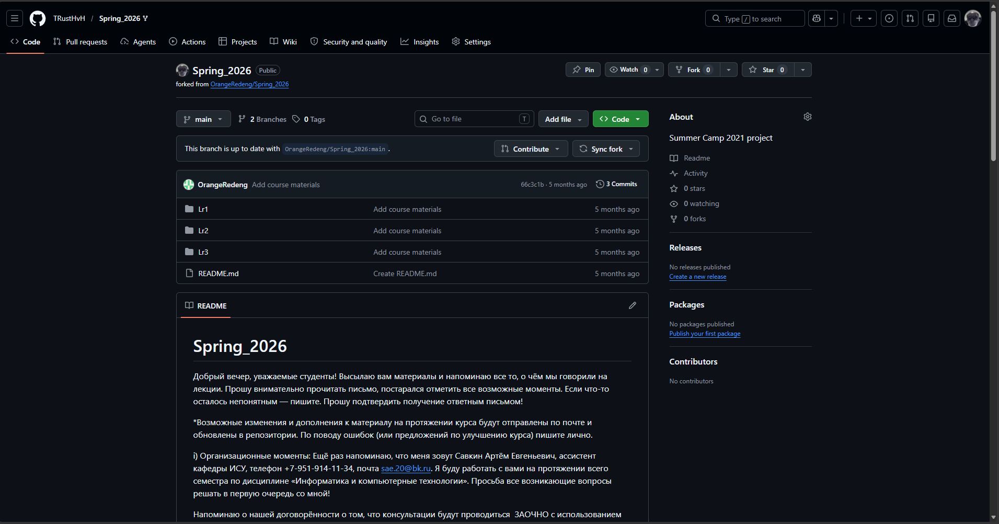 TRustHvH / Spring_2026
Type / to search
Code
Pull requests
Agents
Actions
Projects
Wiki
Security and quality
Insights
Settings
Spring_2026 Public
forked from OrangeRedeng/Spring_2026
Pin
Watch 0
Fork 0
Star 0
main
2 Branches
0 Tags
Go to file T
Add file
Code
This branch is up to date with OrangeRedeng/Spring_2026:main .
Contribute
Sync fork
OrangeRedeng Add course materials 66c3c1b · 5 months ago 3 Commits
Lr1 Add course materials 5 months ago
Lr2 Add course materials 5 months ago
Lr3 Add course materials 5 months ago
README.md Create README.md 5 months ago
README
Spring_2026
Добрый вечер, уважаемые студенты! Высылаю вам материалы и напоминаю все то, о чём мы говорили на
лекции. Прошу внимательно прочитать письмо, постарался отметить все возможные моменты. Если что-то
осталось непонятным — пишите. Прошу подтвердить получение ответным письмом!
*Возможные изменения и дополнения к материалу на протяжении курса будут отправлены по почте и
обновлены в репозитории. По поводу ошибок (или предложений по улучшению курса) пишите лично.
i) Организационные моменты: Ещё раз напоминаю, что меня зовут Савкин Артём Евгеньевич, ассистент
кафедры ИСУ, телефон +7-951-914-11-34, почта sae.20@bk.ru. Я буду работать с вами на протяжении всего
семестра по дисциплине «Информатика и компьютерные технологии». Просьба все возникающие вопросы
решать в первую очередь со мной!
Напоминаю о нашей договорённости о том, что консультации будут проводиться ЗАОЧНО с использованием
About
Summer Camp 2021 project
Readme
Activity
0 stars
0 watching
0 forks
Releases
No releases published
Create a new release
Packages
No packages published
Publish your first package
Contributors
No contributors